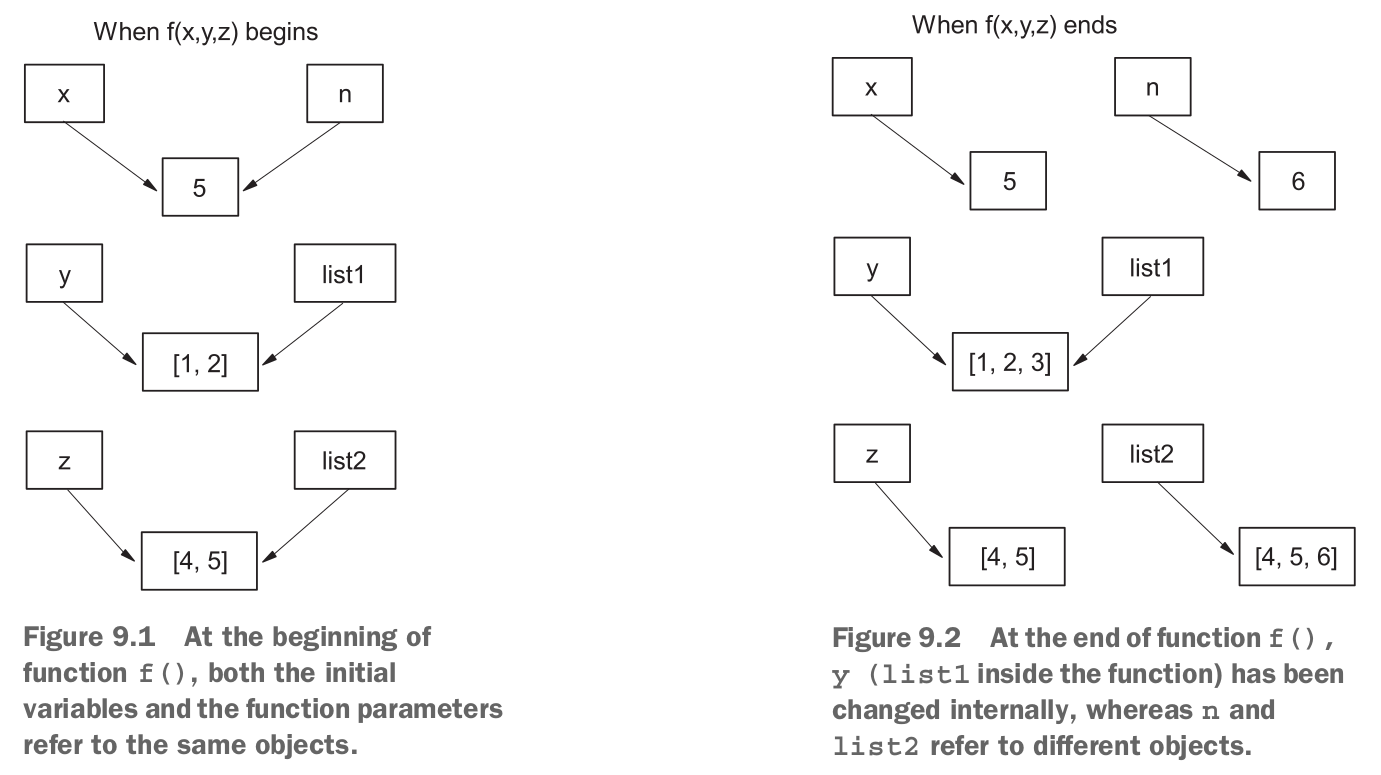 When f(x,y,z) begins
x
n
5
y
list1
[1, 2]
z
list2
[4, 5]
Figure 9.1 At the beginning of
function f(), both the initial
variables and the function parameters
refer to the same objects.
When f(x,y,z) ends
x
n
5
6
y
list1
[1, 2, 3]
z
list2
[4, 5]
[4, 5, 6]
Figure 9.2 At the end of function f(),
y (list1 inside the function) has been
changed internally, whereas n and
list2 refer to different objects.